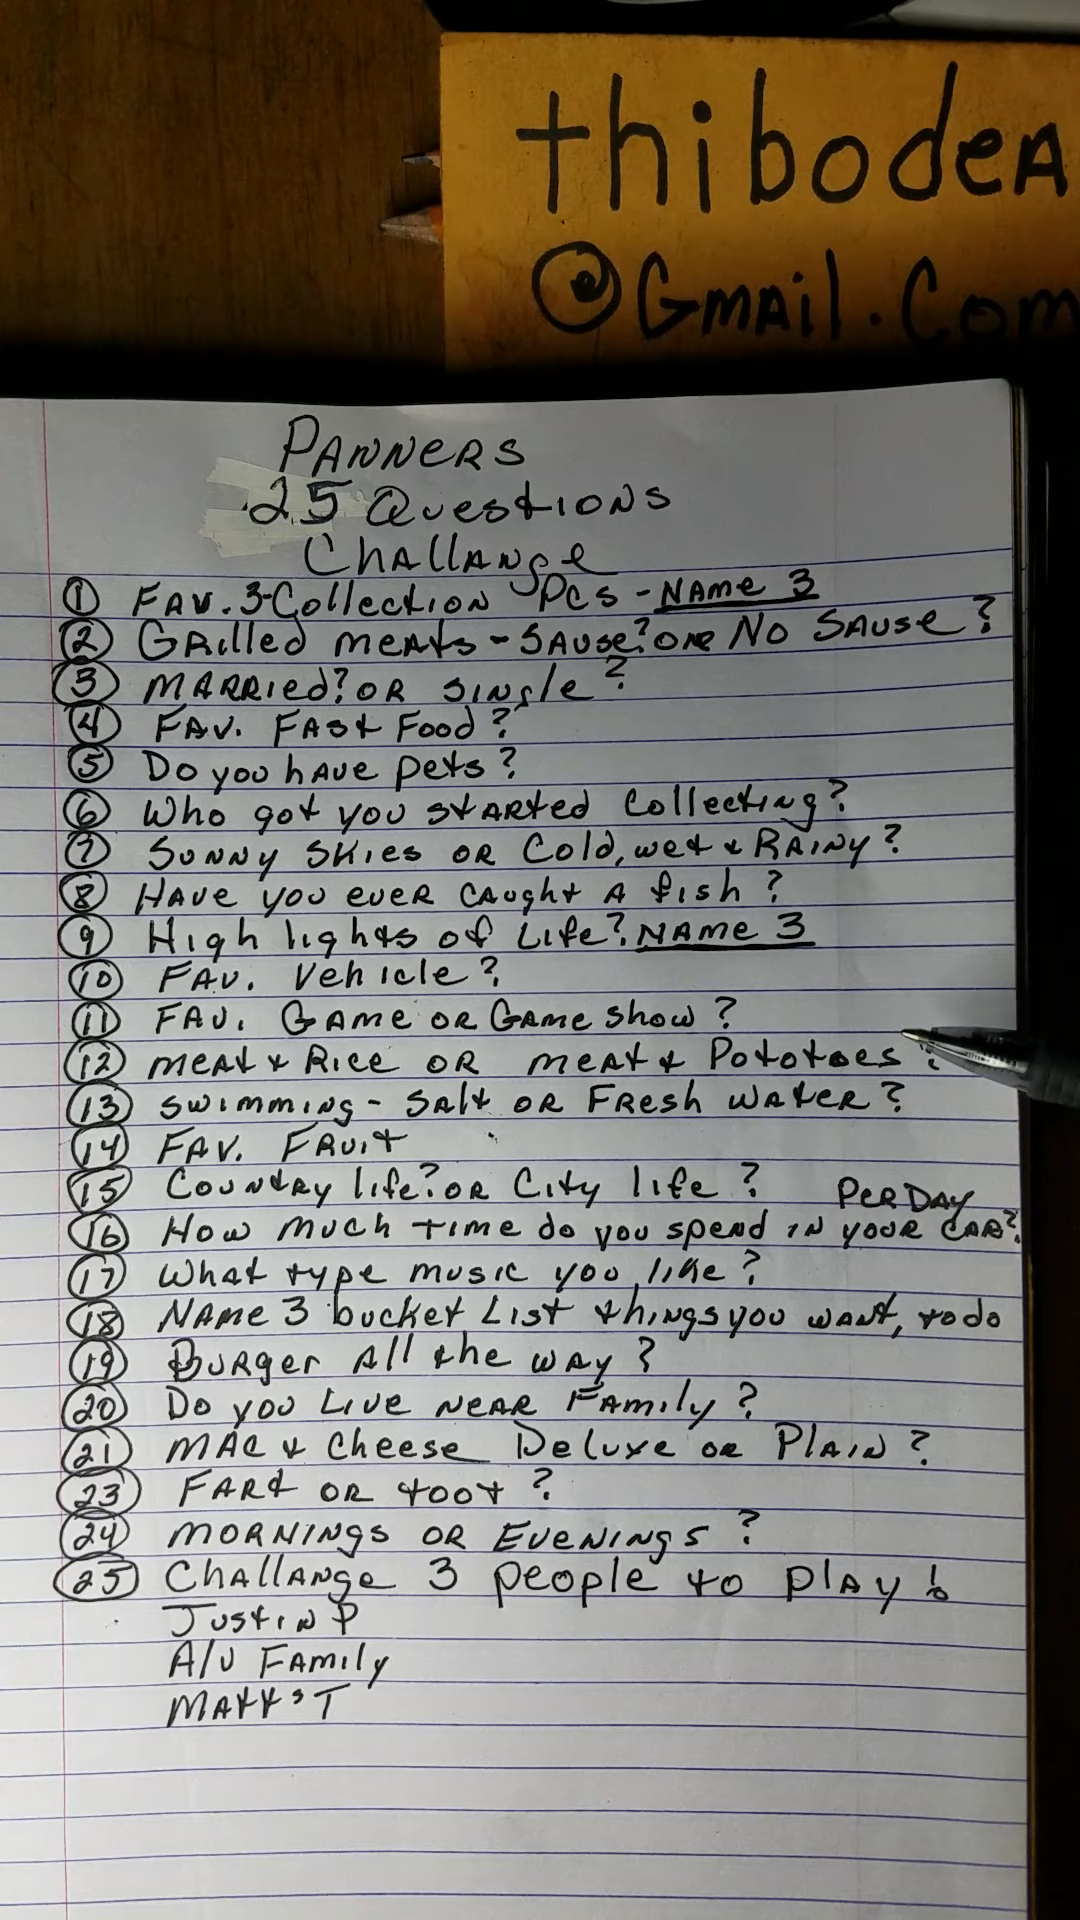 thibodeA
@GmAil.Com
PANNERS
25 Questions
ChAllAnge
① FAV. 3-Collection Pcs - NAME 3
② GRilled meAts - SAUSE? ORE No SAUSE?
③ MARRied? OR Single?
④ FAV. FAst Food?
⑤ Do you hAve pets?
⑥ Who got you stARted Collecting?
⑦ SUNNY SKies OR Cold, wet & RAiNy?
⑧ HAve you eveR CAught A fish?
⑨ High lights of Life? NAME 3
⑩ FAV. Vehicle?
⑪ FAV. GAme OR GAme show?
⑫ meAt & Rice OR meAt & Pototoes?
⑬ swimming - SAlt OR FResh wAteR?
⑭ FAV. FRuit
⑮ CountRy life? OR City life?
PER DAY
⑯ How much time do you spend in youR CAR?
⑰ WhAt type music you like?
⑱ NAme 3 bucket List things you wAnt, to do
⑲ BuRgeR All the wAy?
⑳ Do you Live NeAR FAmily?
㉑ MAC & Cheese Deluxe OR PlAiN?
㉓ FARt OR toot?
㉔ MORNiNgs OR EveNiNgs?
㉕ ChAllAnge 3 people to plAy!
Justin P
A/U FAmily
MAtt's T